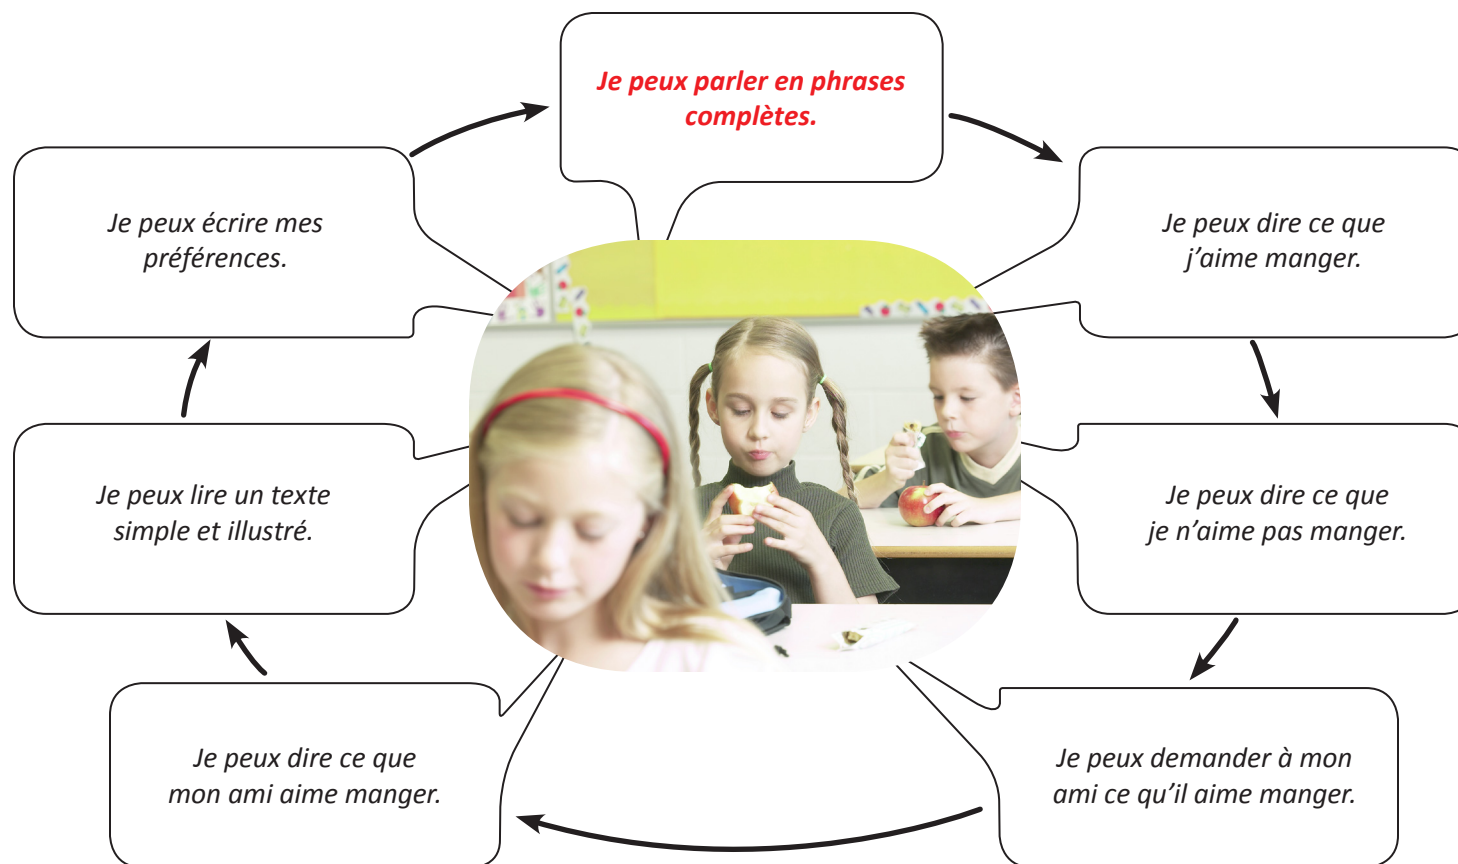 Je peux parler en phrases
complètes.
Je peux dire ce que
j’aime manger.
Je peux dire ce que
je n’aime pas manger.
Je peux demander à mon
ami ce qu’il aime manger.
Je peux dire ce que
mon ami aime manger.
Je peux lire un texte
simple et illustré.
Je peux écrire mes
préférences.